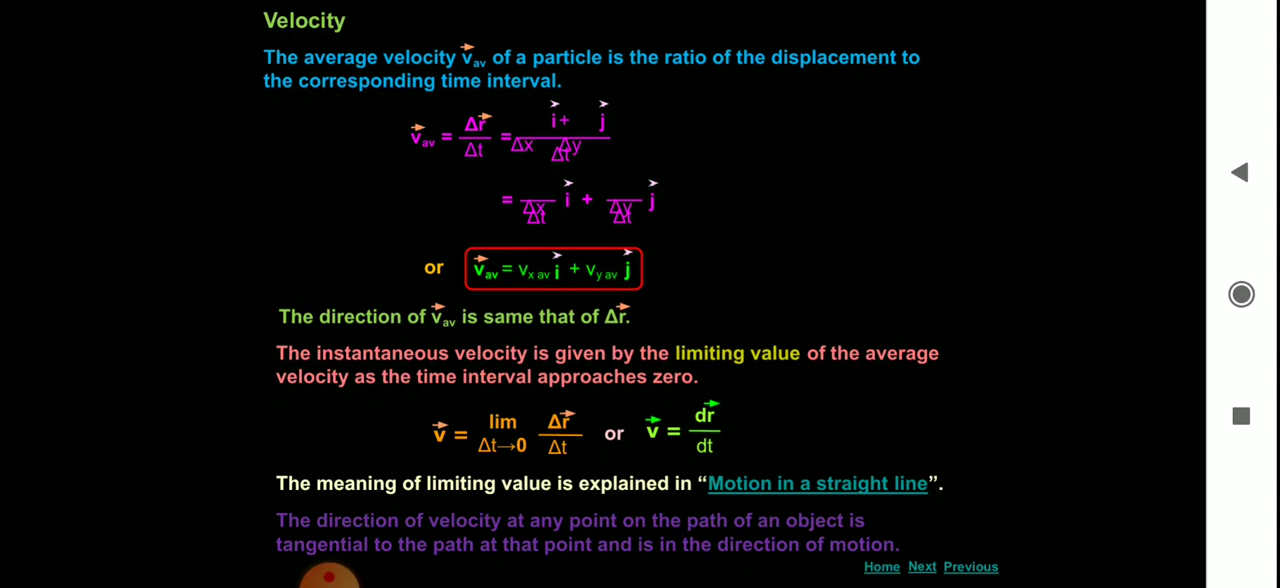 Velocity
The average velocity v⃗av of a particle is the ratio of the displacement to
the corresponding time interval.
v⃗av = Δr⃗ / Δt = Δx i⃗ + Δy j⃗ / Δt
= Δx / Δt i⃗ + Δy / Δt j⃗
or v⃗av = vx av i⃗ + vy av j⃗
The direction of v⃗av is same that of Δr⃗.
The instantaneous velocity is given by the limiting value of the average
velocity as the time interval approaches zero.
v⃗ = lim Δt→0 Δr⃗ / Δt or v⃗ = dr⃗ / dt
The meaning of limiting value is explained in “Motion in a straight line”.
The direction of velocity at any point on the path of an object is
tangential to the path at that point and is in the direction of motion.
Home Next Previous